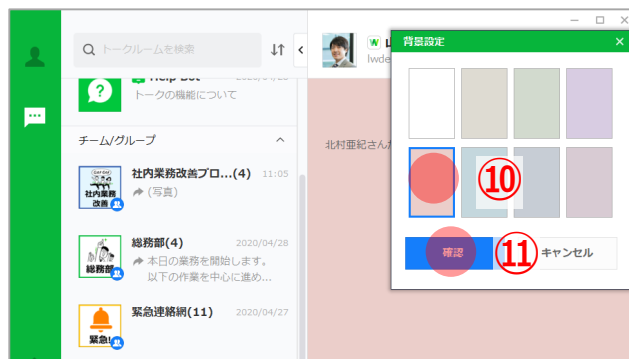 トークルームを検索
Help Bot 2020/04/28
トークの機能について
チーム/グループ
社内業務改善プロ...(4) 11:05
(写真)
社内業務
改善
総務部(4) 2020/04/28
本日の業務を開始します。
以下の作業を中心に進め...
総務部
緊急連絡網(11) 2020/04/27
緊急!
W
lwde
北村亜紀さんが
背景設定
⑩
確認
⑪
キャンセル